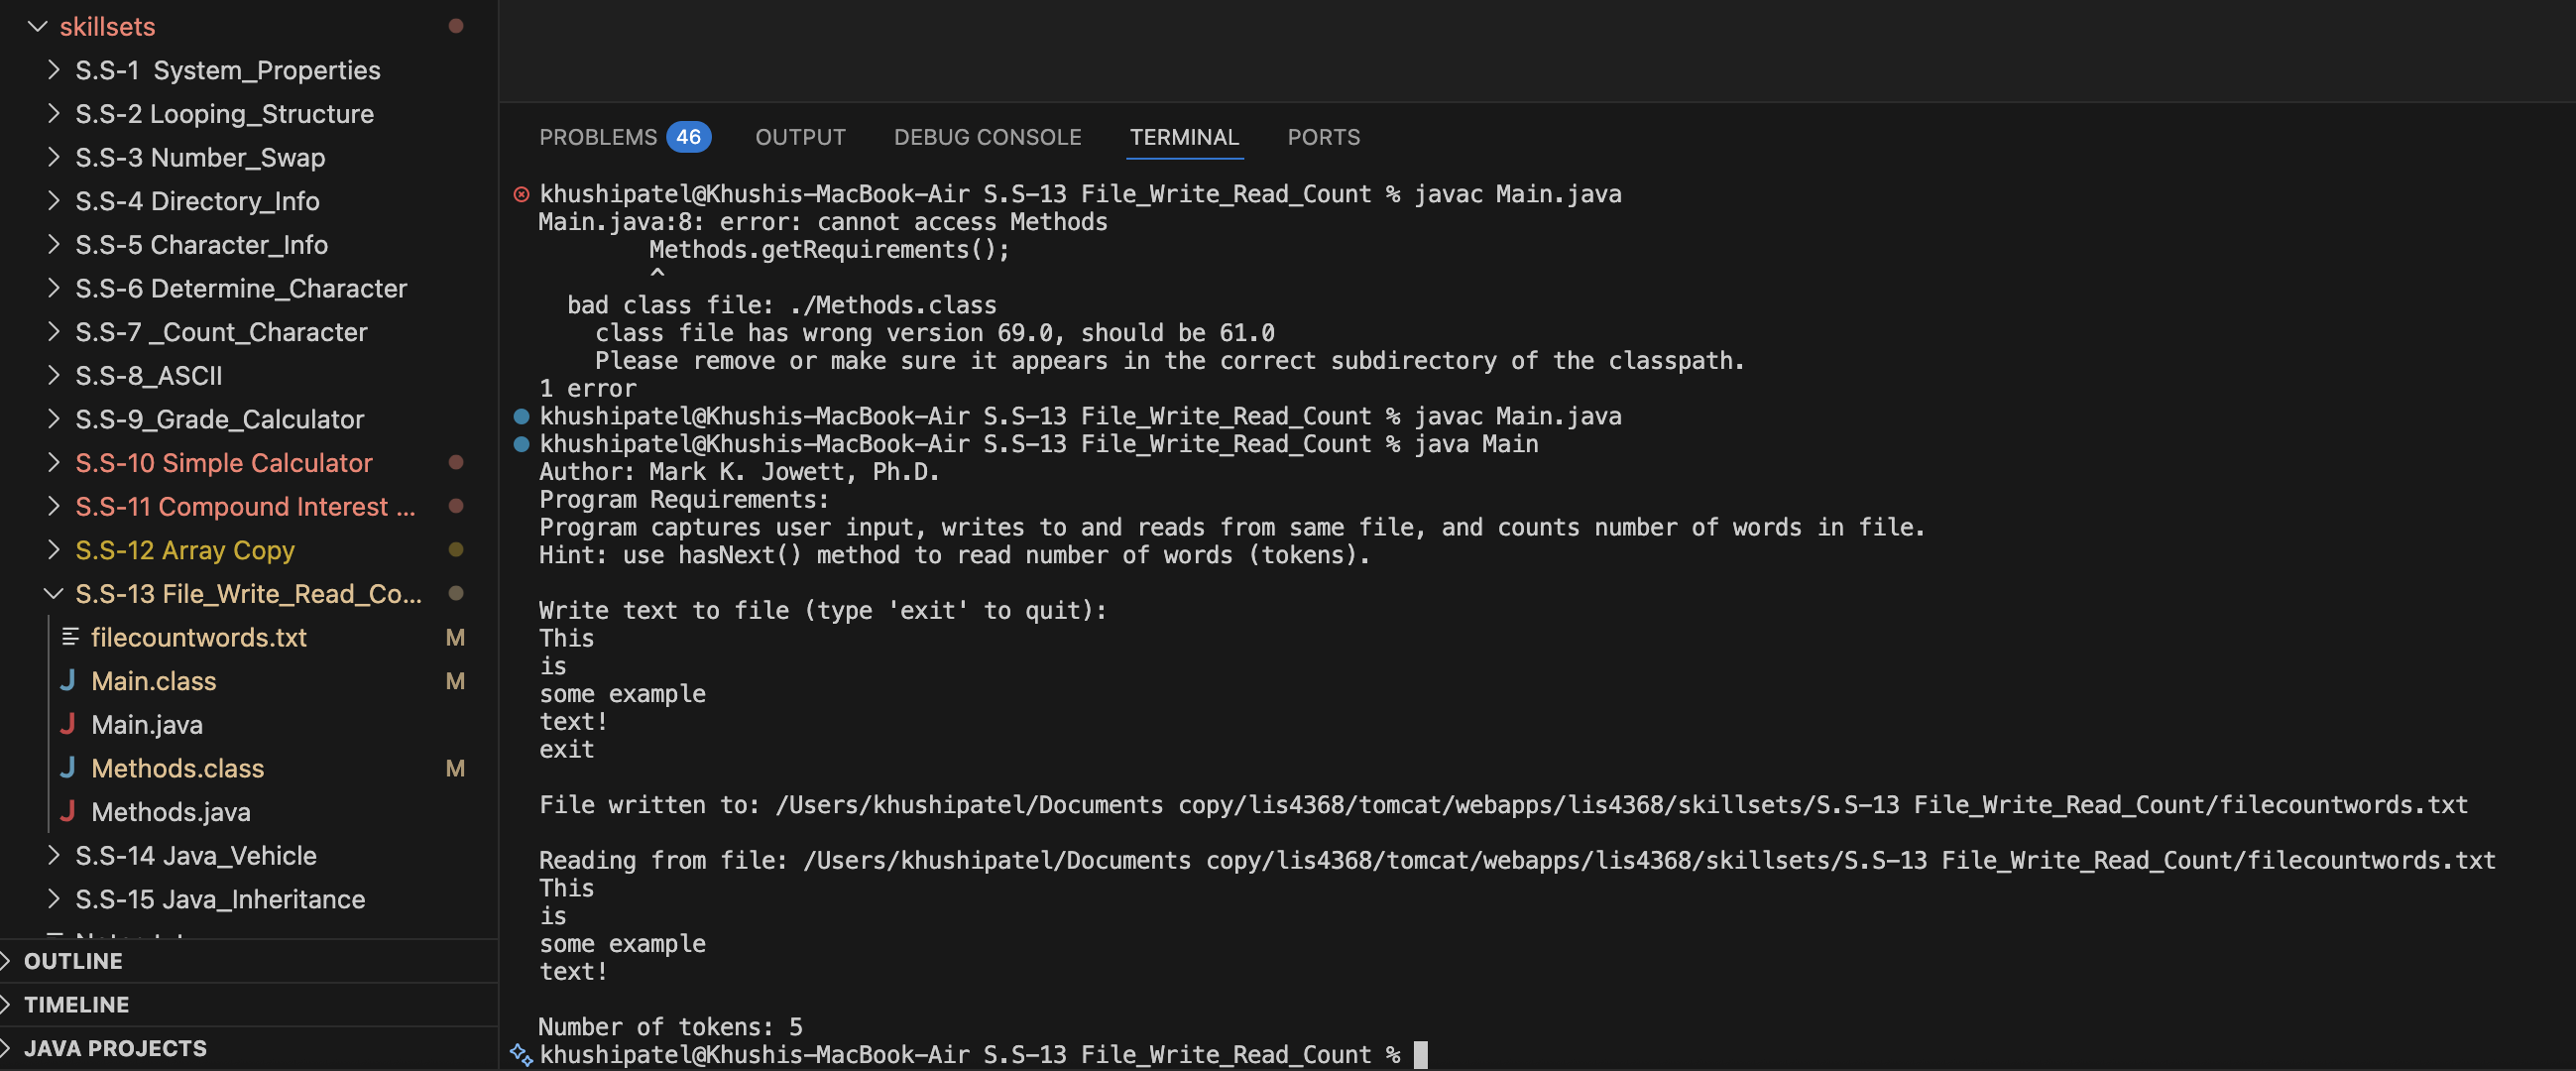 skillsets
S.S-1 System_Properties
S.S-2 Looping_Structure
S.S-3 Number_Swap
S.S-4 Directory_Info
S.S-5 Character_Info
S.S-6 Determine_Character
S.S-7 _Count_Character
S.S-8_ASCII
S.S-9_Grade_Calculator
S.S-10 Simple Calculator
S.S-11 Compound Interest ...
S.S-12 Array Copy
S.S-13 File_Write_Read_Co...
filecountwords.txt M
Main.class M
Main.java
Methods.class M
Methods.java
S.S-14 Java_Vehicle
S.S-15 Java_Inheritance
OUTLINE
TIMELINE
JAVA PROJECTS
PROBLEMS 46 OUTPUT DEBUG CONSOLE TERMINAL PORTS
khushipatel@Khushis-MacBook-Air S.S-13 File_Write_Read_Count % javac Main.java
Main.java:8: error: cannot access Methods
Methods.getRequirements();
^
bad class file: ./Methods.class
class file has wrong version 69.0, should be 61.0
Please remove or make sure it appears in the correct subdirectory of the classpath.
1 error
khushipatel@Khushis-MacBook-Air S.S-13 File_Write_Read_Count % javac Main.java
khushipatel@Khushis-MacBook-Air S.S-13 File_Write_Read_Count % java Main
Author: Mark K. Jowett, Ph.D.
Program Requirements:
Program captures user input, writes to and reads from same file, and counts number of words in file.
Hint: use hasNext() method to read number of words (tokens).
Write text to file (type 'exit' to quit):
This
is
some example
text!
exit
File written to: /Users/khushipatel/Documents copy/lis4368/tomcat/webapps/lis4368/skillsets/S.S-13 File_Write_Read_Count/filecountwords.txt
Reading from file: /Users/khushipatel/Documents copy/lis4368/tomcat/webapps/lis4368/skillsets/S.S-13 File_Write_Read_Count/filecountwords.txt
This
is
some example
text!
Number of tokens: 5
khushipatel@Khushis-MacBook-Air S.S-13 File_Write_Read_Count %